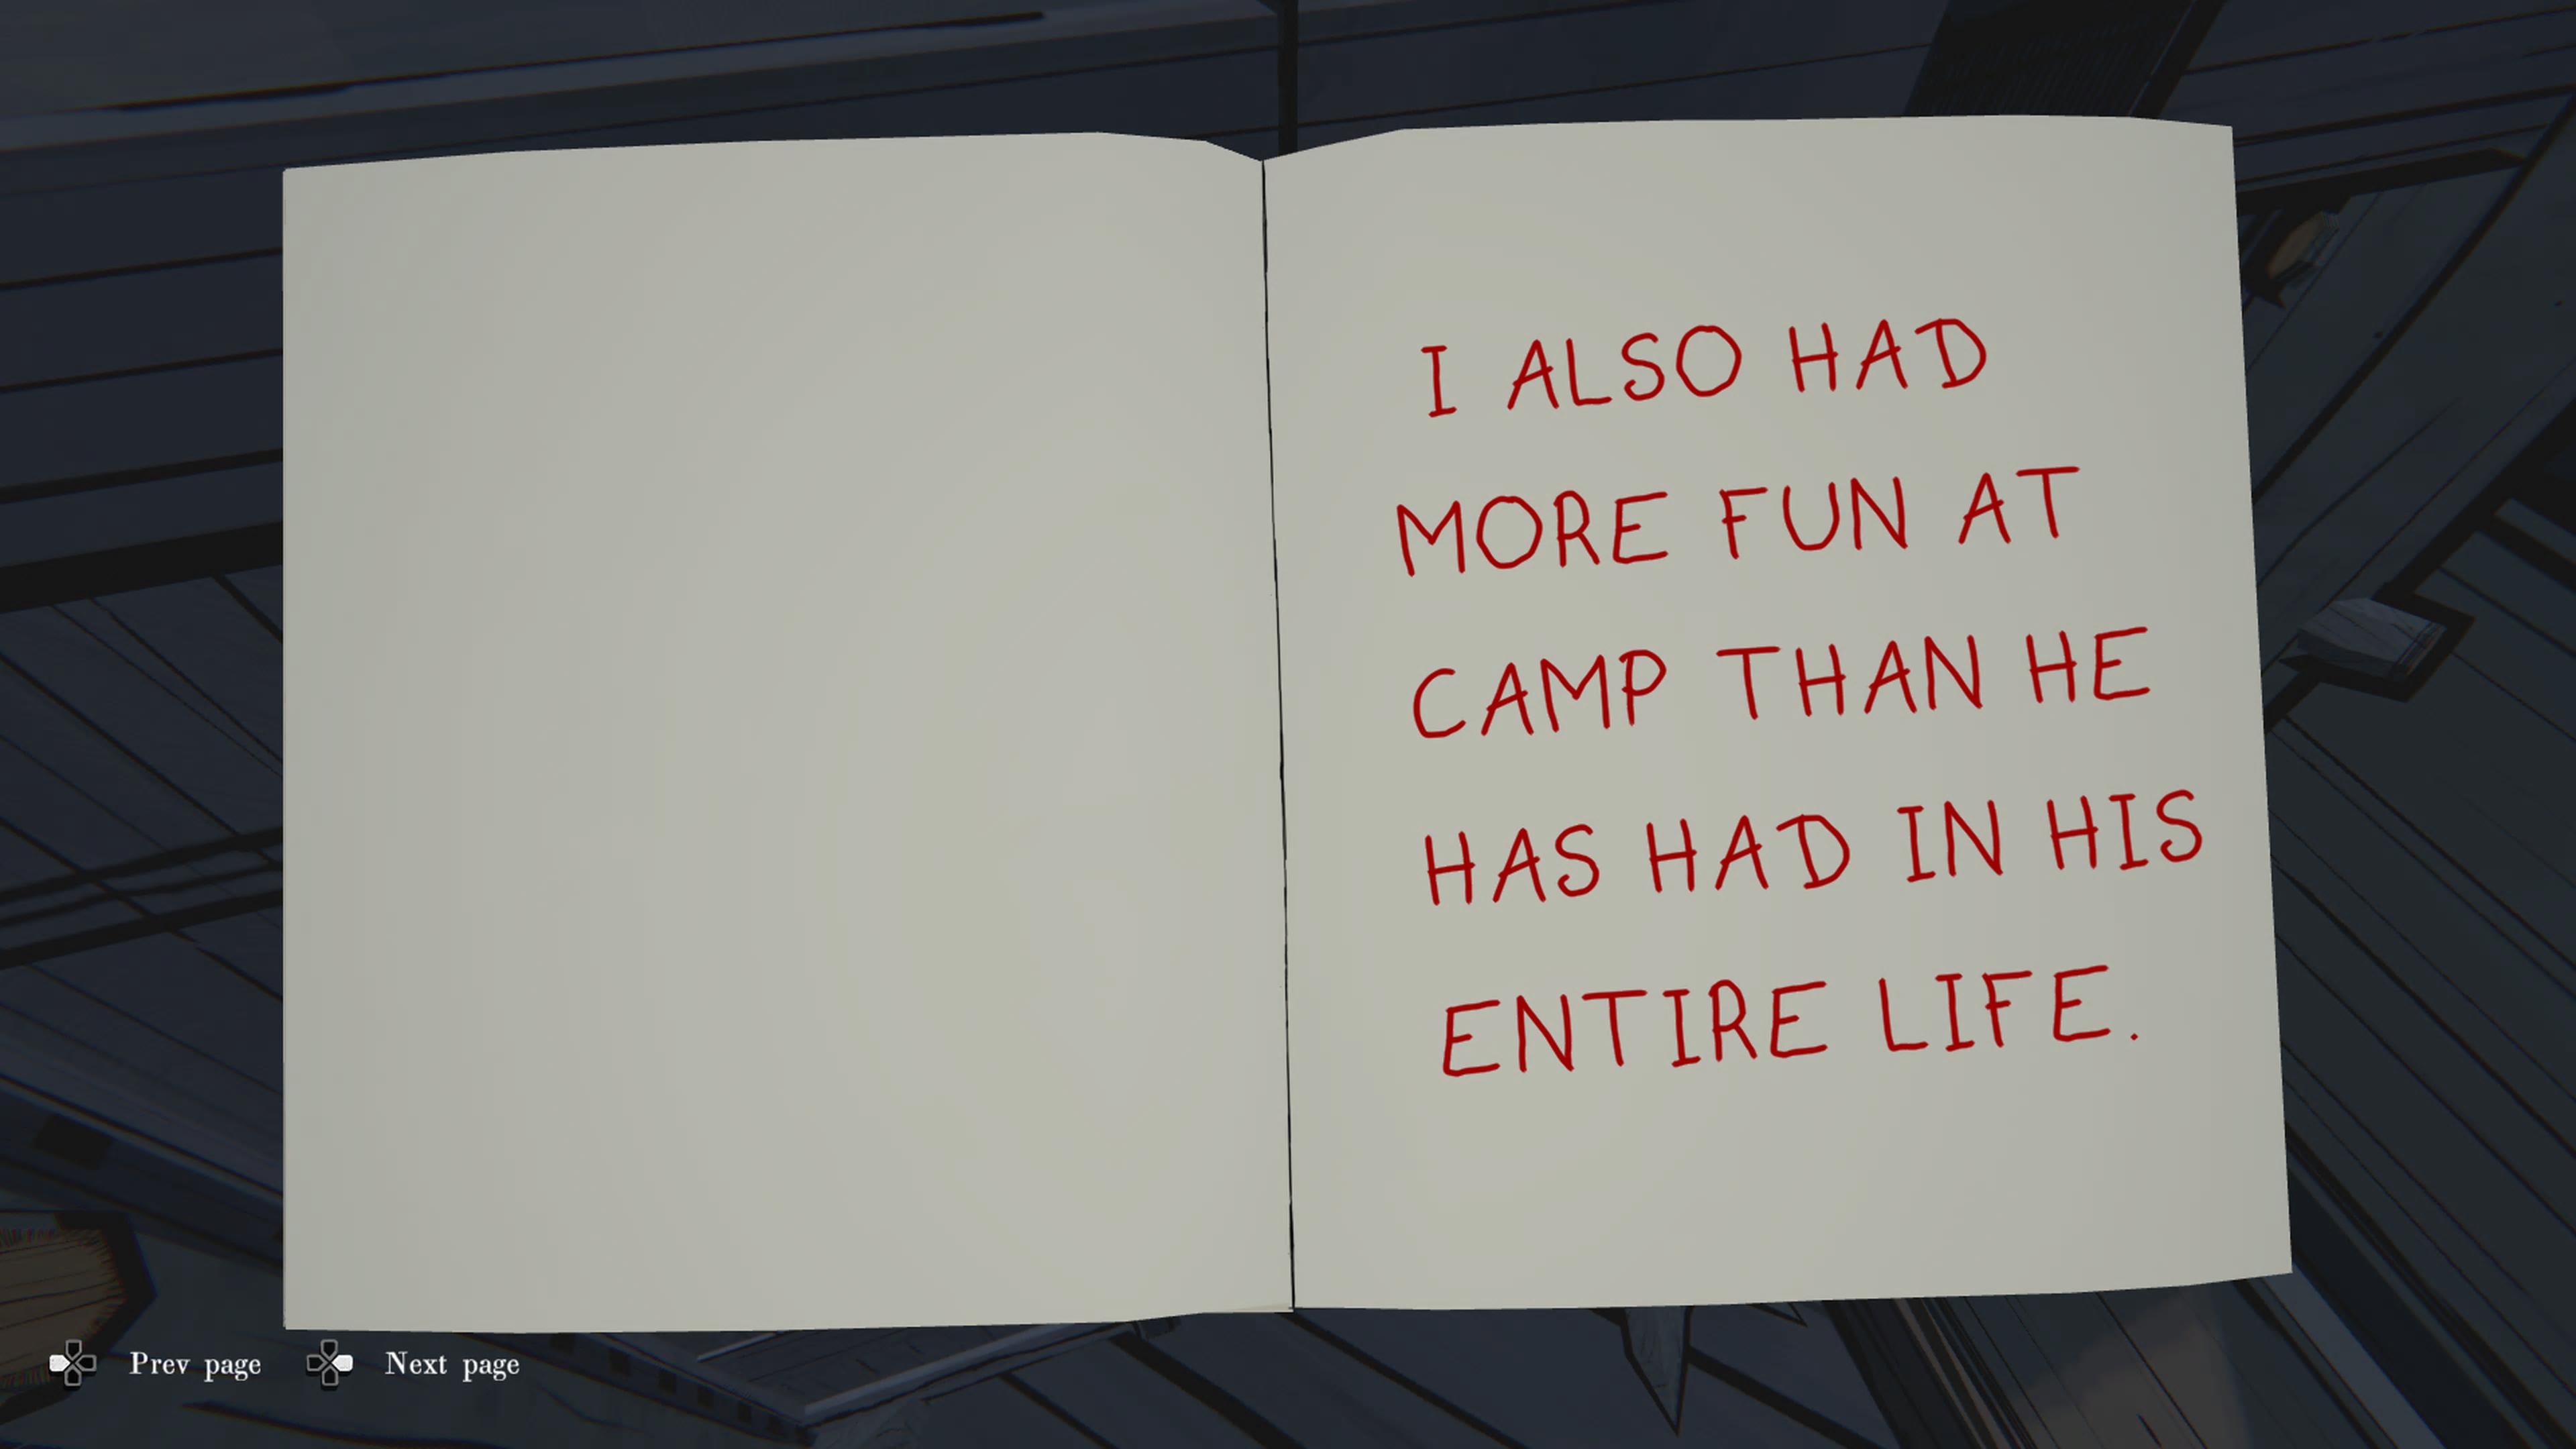 I ALSO HAD
MORE FUN AT
CAMP THAN HE
HAS HAD IN HIS
ENTIRE LIFE.
Prev page Next page